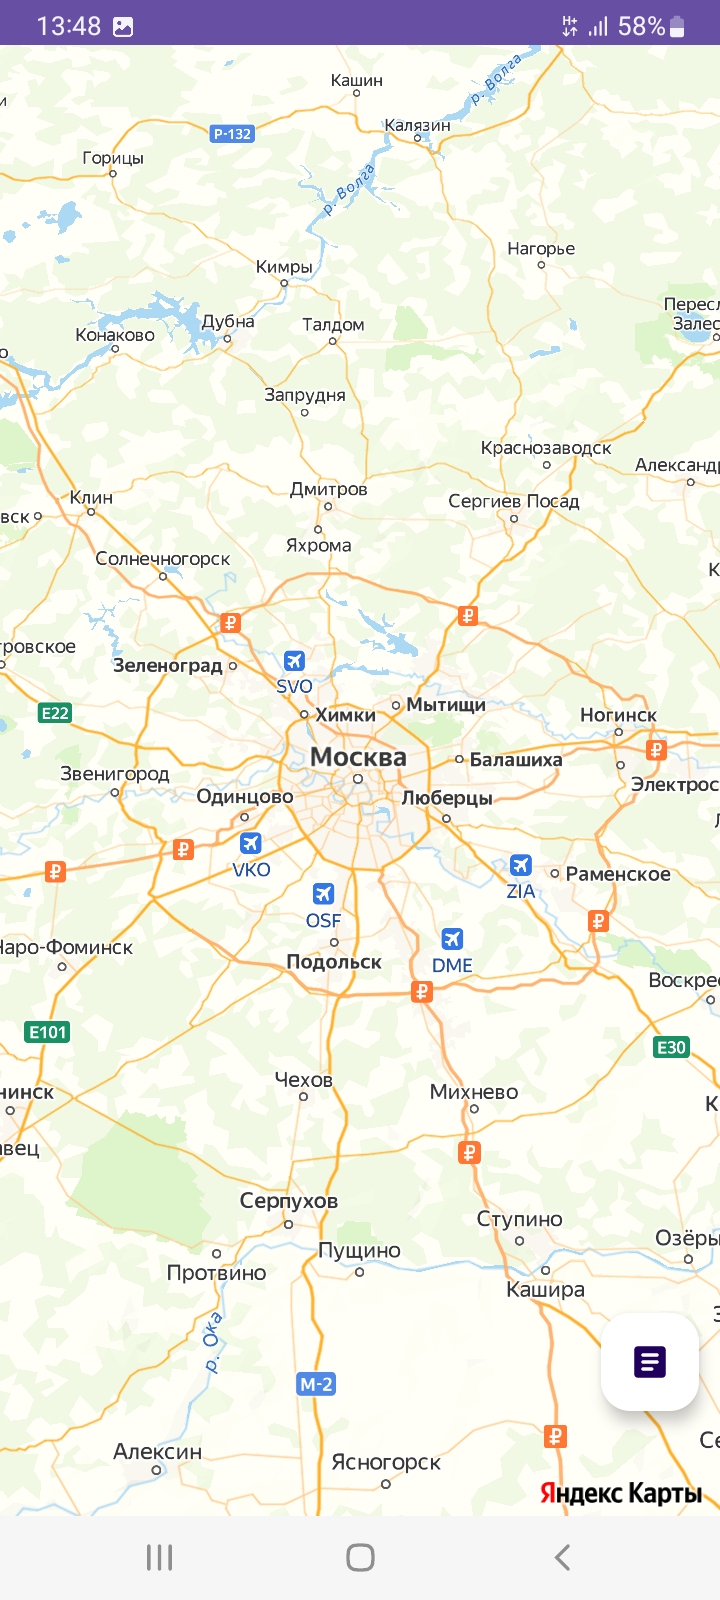 13:48
58%
Кашин
р. Волга
Калязин
Р-132
Горицы
р. Волга
Нагорье
Кимры
Дубна
Талдом
Конаково
Запрудня
Краснозаводск
Клин
Дмитров
Сергиев Посад
Яхрома
Солнечногорск
Зеленоград
SVO
Химки
Мытищи
Ногинск
E22
Москва
Балашиха
Звенигород
Одинцово
Люберцы
VKO
ZIA
Раменское
OSF
DME
Подольск
E101
E30
Чехов
Михнево
Серпухов
Ступино
Озёры
Пущино
Протвино
Кашира
р. Ока
М-2
Алексин
Ясногорск
Яндекс Карты